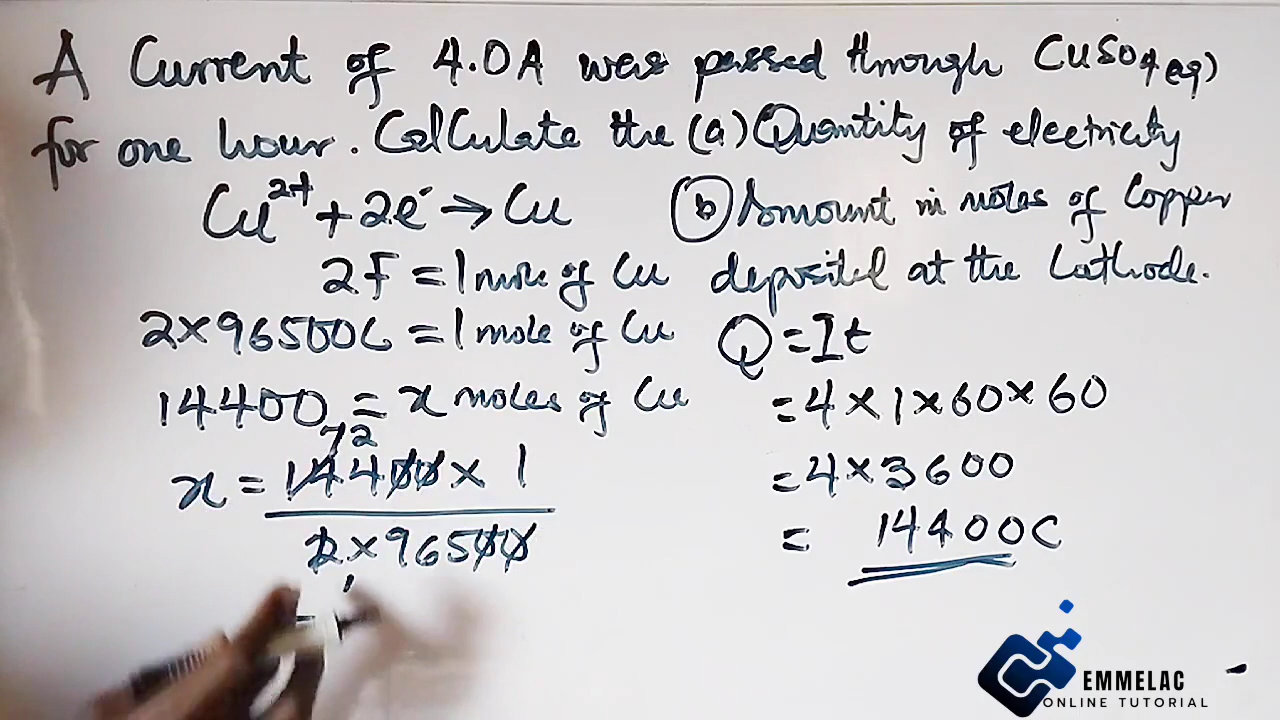 A Current of 4.0A was passed through CuSO4(aq)
for one hour. Calculate the (a) Quantity of electricity
(b) Amount in moles of Copper
deposited at the Cathode.
Cu2+ + 2e- → Cu
2F = 1 mole of Cu
2×96500C = 1 mole of Cu
14400 = x moles of Cu
72
x = 14400 × 1
2 × 96500
1
=
Q = It
= 4 × 1 × 60 × 60
= 4 × 3600
= 14400C
EMMELAC
ONLINE TUTORIAL